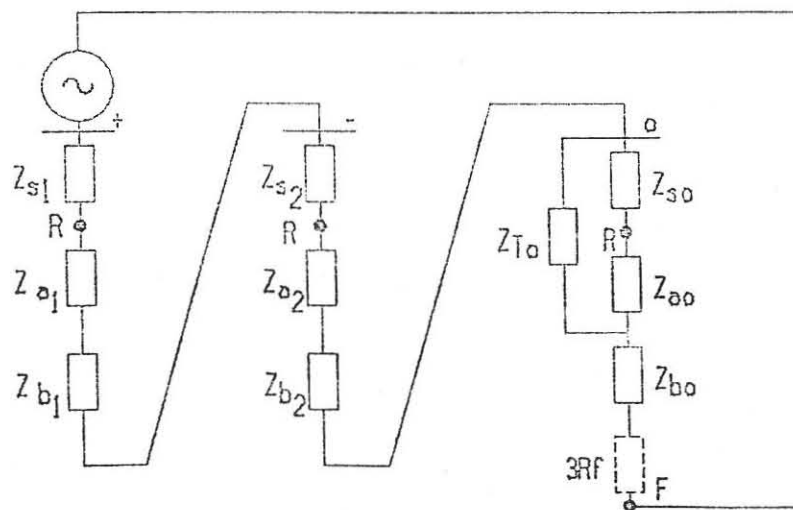 +
-
o
Zs1
Zs2
Zso
R
R
R
ZTo
Za1
Za2
Zao
Zb1
Zb2
Zbo
3Rf
F